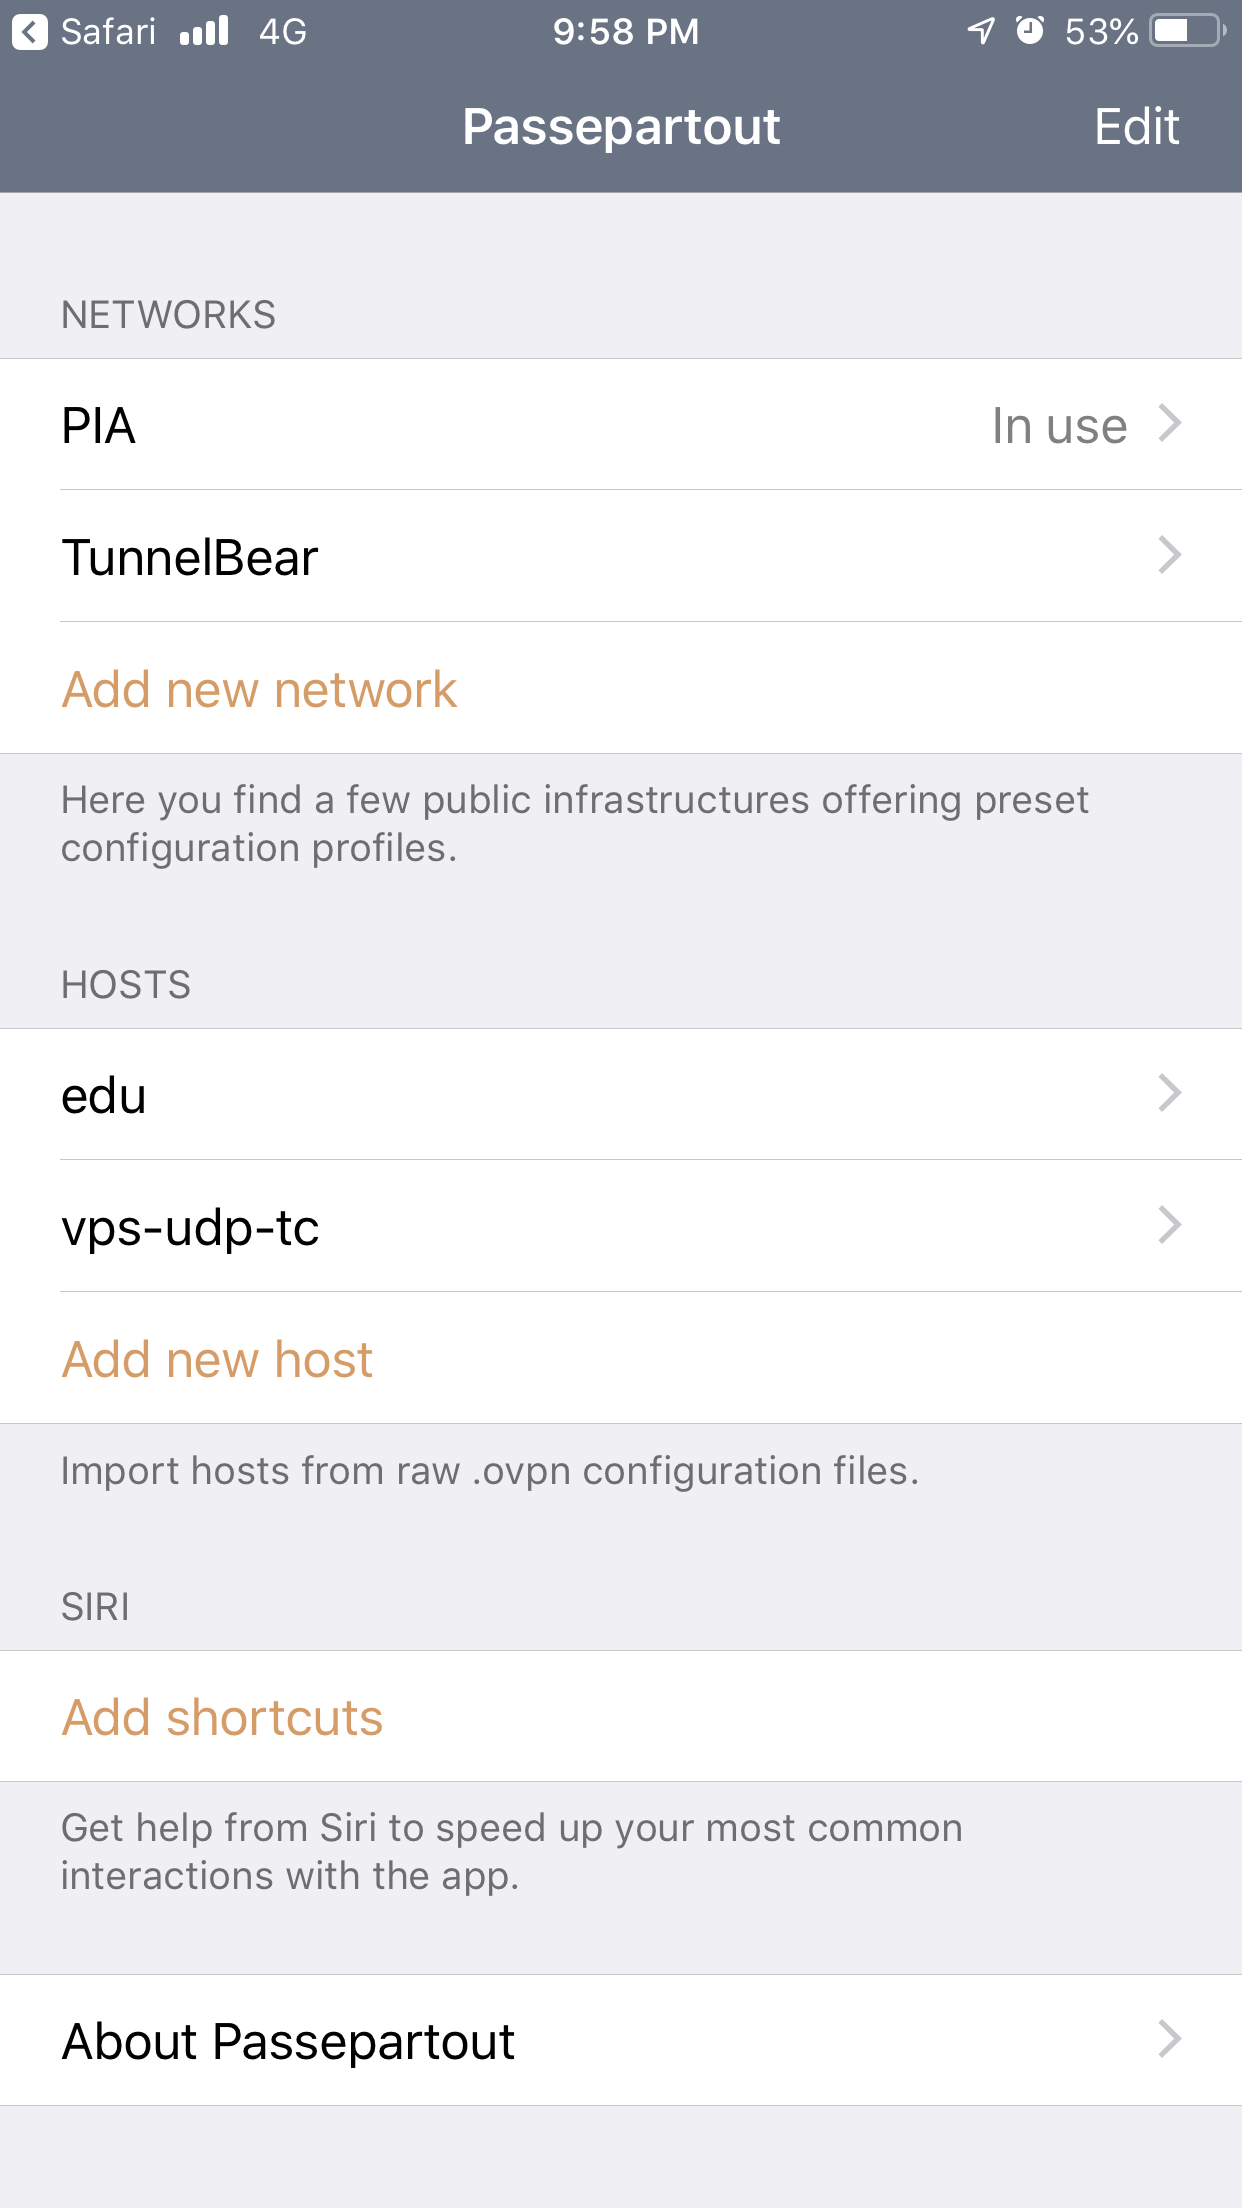 Safari 4G 9:58 PM 53%
Passepartout Edit
NETWORKS
PIA In use
TunnelBear
Add new network
Here you find a few public infrastructures offering preset
configuration profiles.
HOSTS
edu
vps-udp-tc
Add new host
Import hosts from raw .ovpn configuration files.
SIRI
Add shortcuts
Get help from Siri to speed up your most common
interactions with the app.
About Passepartout